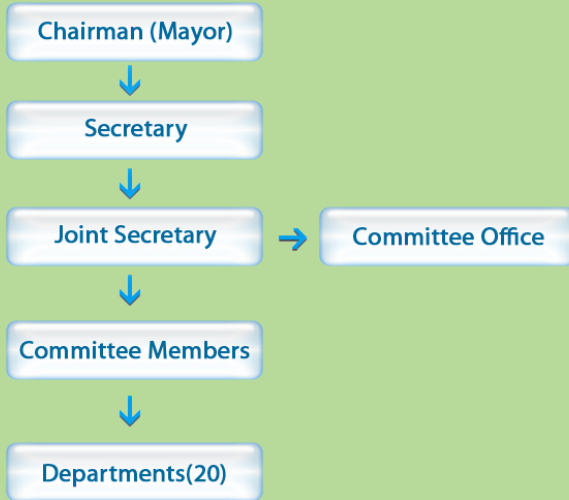 Chairman (Mayor)
Secretary
Joint Secretary
Committee Office
Committee Members
Departments(20)